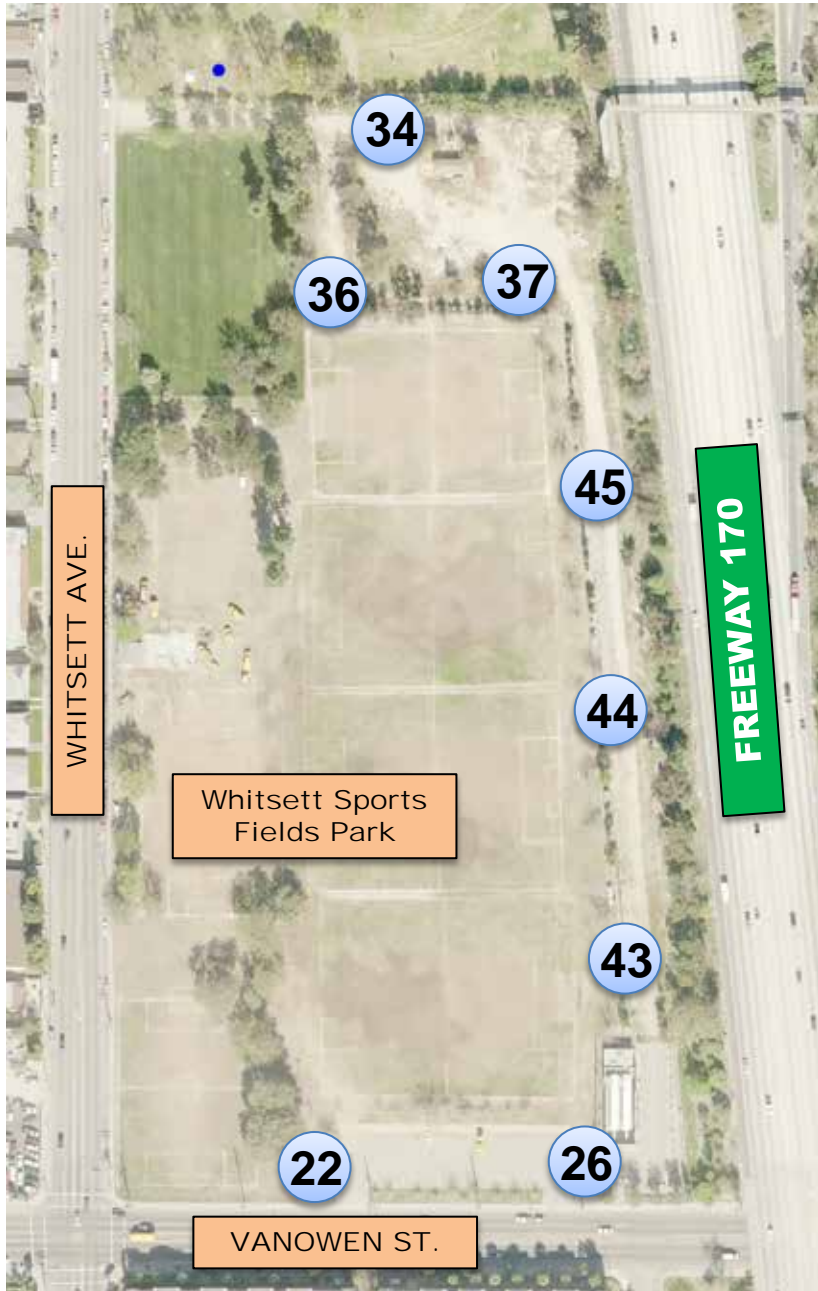 34
36
37
45
WHITSETT AVE.
FREEWAY 170
44
Whitsett Sports
Fields Park
43
22
26
VANOWEN ST.